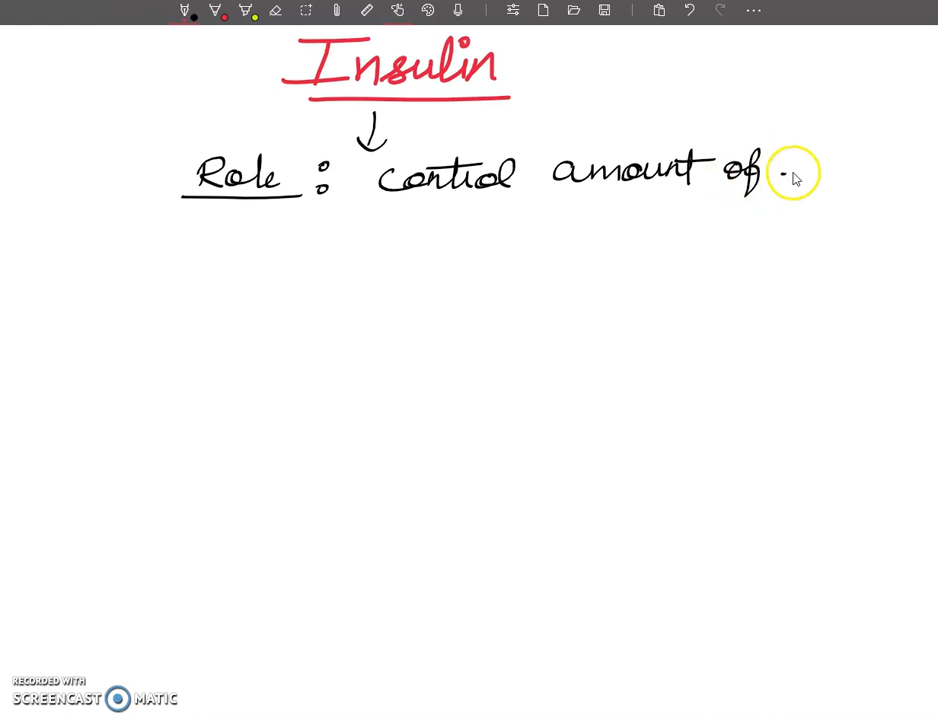 Insulin
Role : control amount of
RECORDED WITH
SCREENCAST MATIC